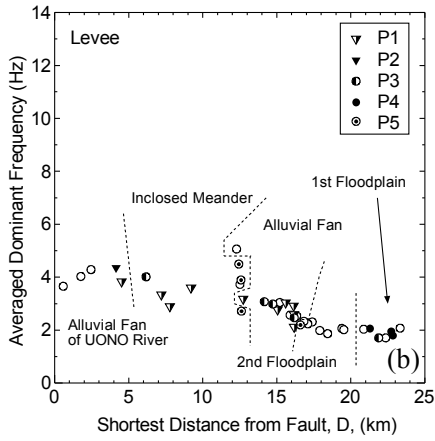 Levee
P1
P2
P3
P4
P5
1st Floodplain
Inclosed Meander
Alluvial Fan
Alluvial Fan
of UONO River
2nd Floodplain
(b)
14
12
10
8
6
4
2
0
0 5 10 15 20 25
Averaged Dominant Frequency (Hz)
Shortest Distance from Fault, D, (km)